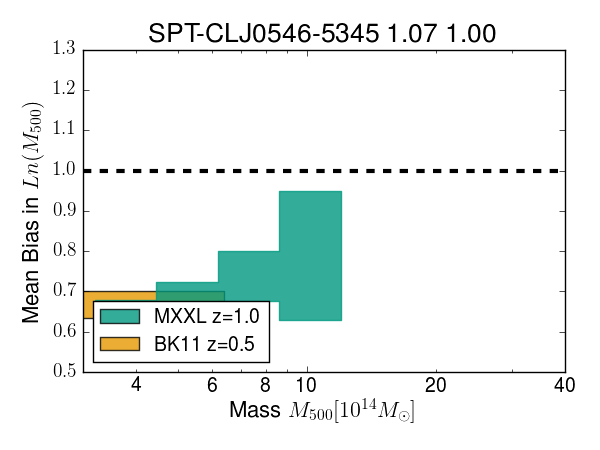 SPT-CLJ0546-5345 1.07 1.00
Mean Bias in Ln(M500)
1.3
1.2
1.1
1.0
0.9
0.8
0.7
0.6
0.5
MXXL z=1.0
BK11 z=0.5
4 6 8 10 20 40
Mass M500[10^14 M⊙]